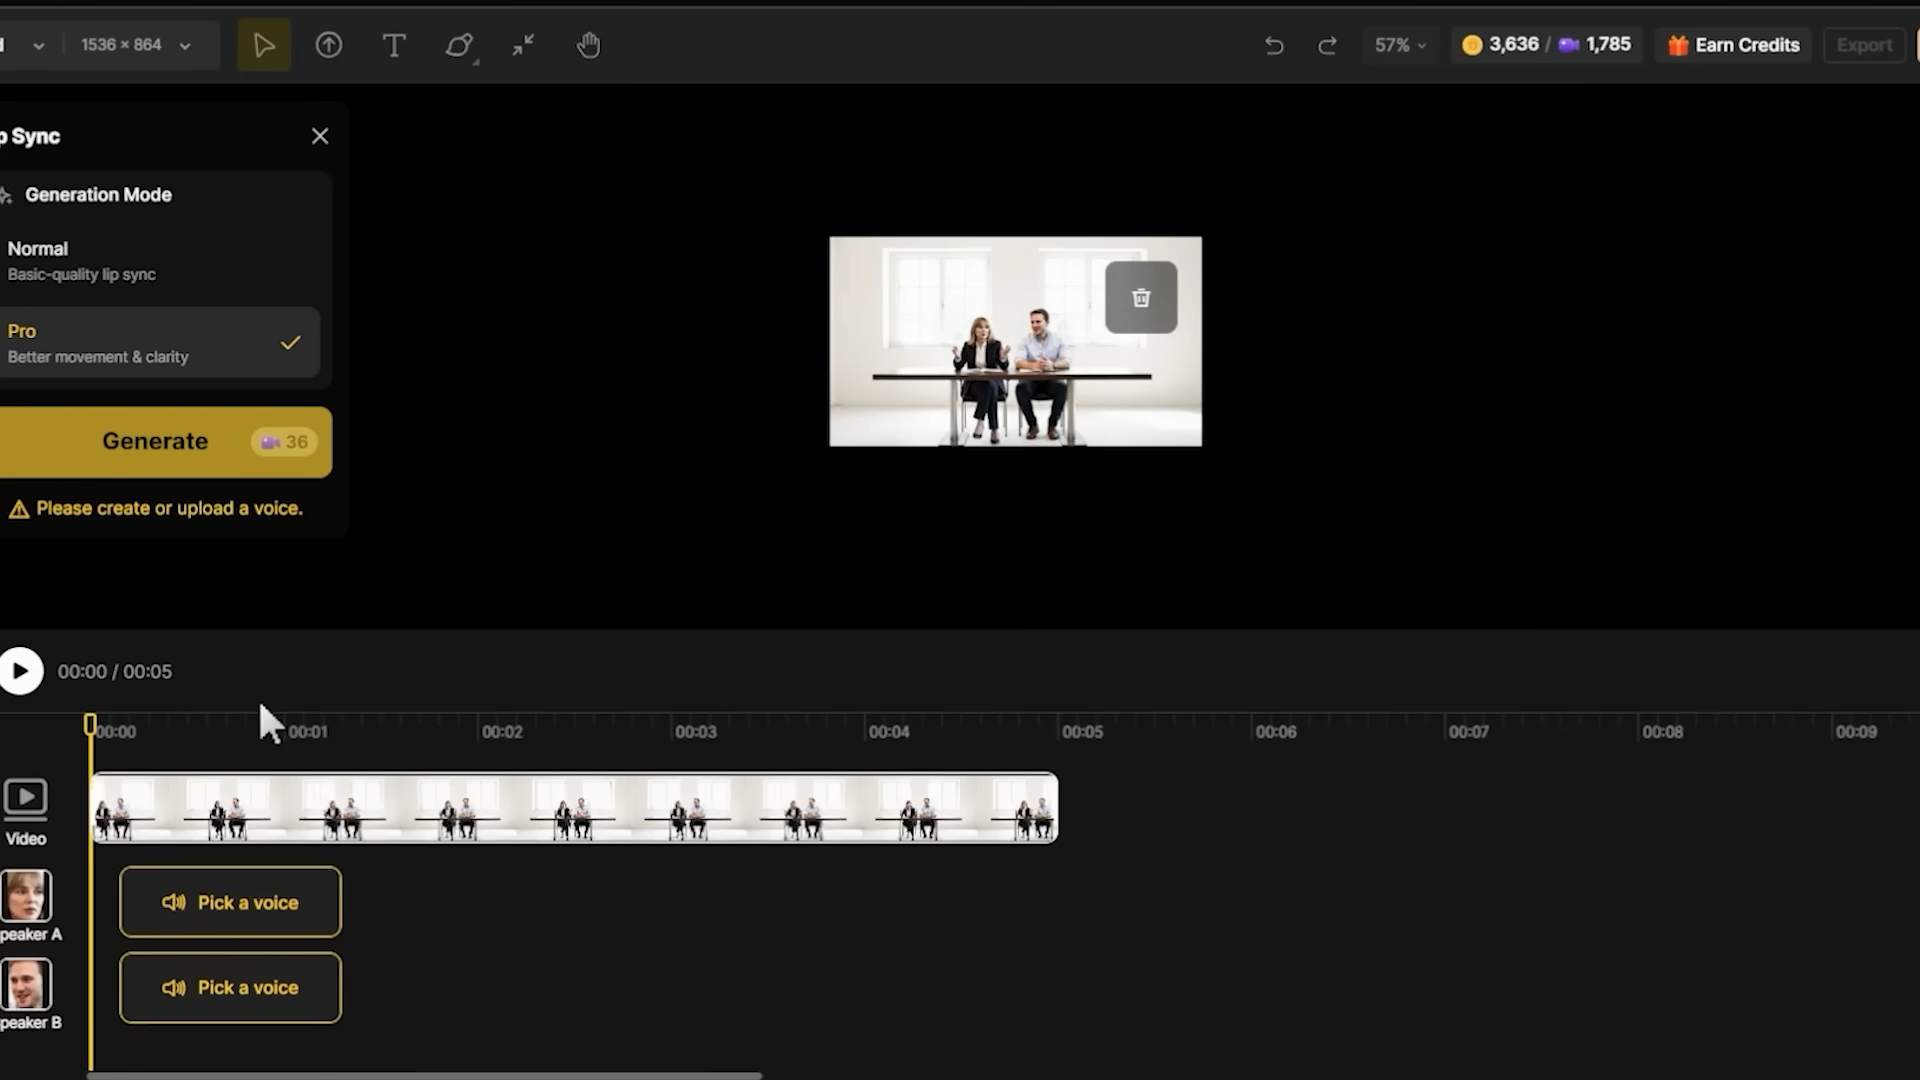 1536 × 864
57%
3,636 / 1,785
Earn Credits
Export
p Sync
Generation Mode
Normal
Basic-quality lip sync
Pro
Better movement & clarity
Generate
36
Please create or upload a voice.
00:00 / 00:05
00:00 00:01 00:02 00:03 00:04 00:05 00:06 00:07 00:08 00:09
Video
Pick a voice
peaker A
Pick a voice
peaker B